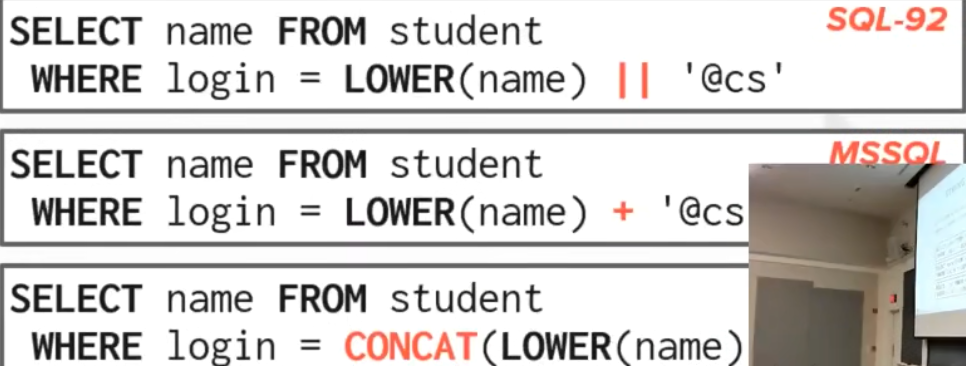 SQL-92
SELECT name FROM student
WHERE login = LOWER(name) || '@cs'
MSSQL
SELECT name FROM student
WHERE login = LOWER(name) + '@cs
SELECT name FROM student
WHERE login = CONCAT(LOWER(name)